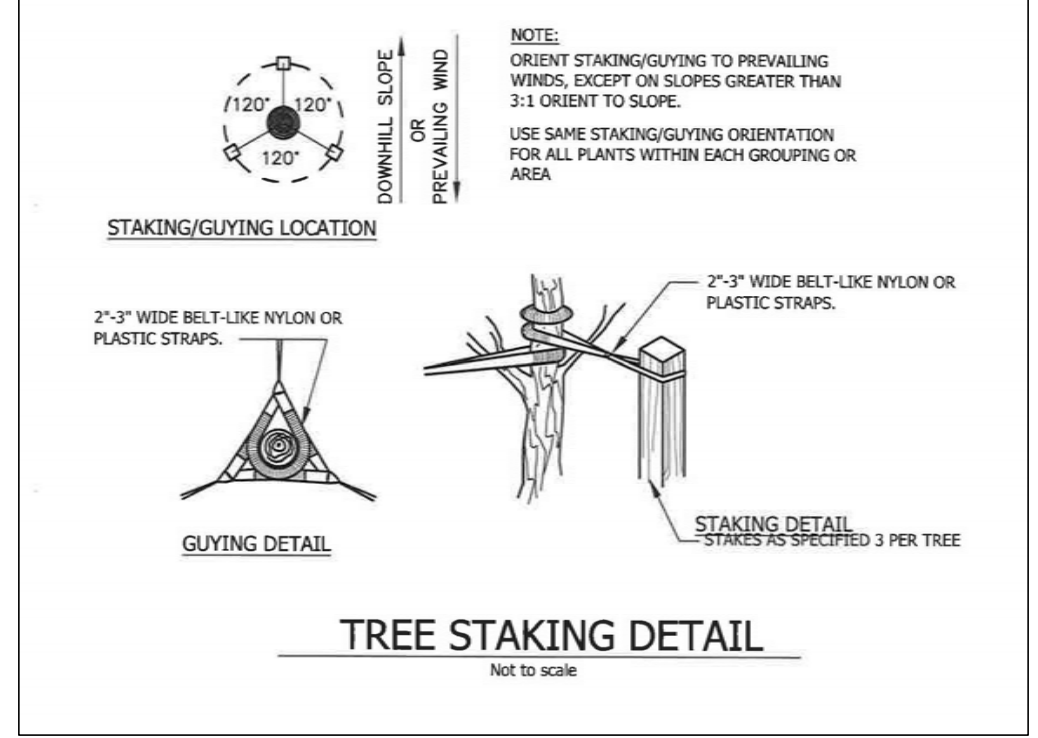 120° 120°
120°
DOWNHILL SLOPE
OR
PREVAILING WIND
NOTE:
ORIENT STAKING/GUYING TO PREVAILING
WINDS, EXCEPT ON SLOPES GREATER THAN
3:1 ORIENT TO SLOPE.
USE SAME STAKING/GUYING ORIENTATION
FOR ALL PLANTS WITHIN EACH GROUPING OR
AREA
STAKING/GUYING LOCATION
2"-3" WIDE BELT-LIKE NYLON OR
PLASTIC STRAPS.
2"-3" WIDE BELT-LIKE NYLON OR
PLASTIC STRAPS.
GUYING DETAIL
STAKING DETAIL
STAKES AS SPECIFIED 3 PER TREE
TREE STAKING DETAIL
Not to scale